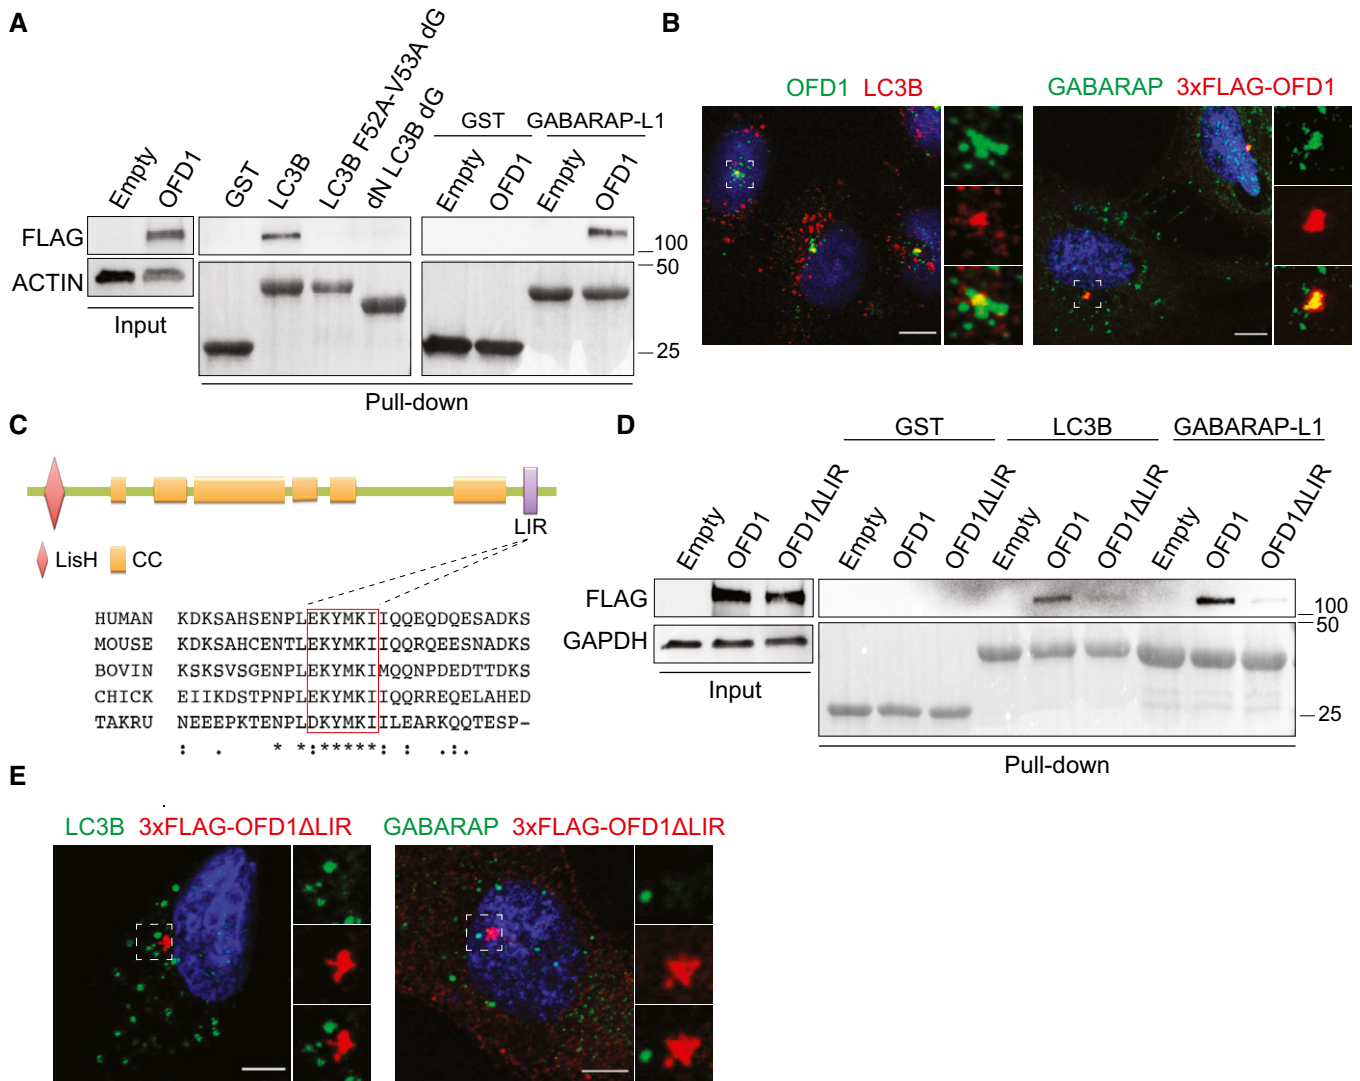 A
Empty
OFD1
GST
LC3B
LC3B F52A-V53A dG
dN LC3B dG
GST
GABARAP-L1
Empty
OFD1
Empty
OFD1
FLAG
ACTIN
100
50
25
Input
Pull-down
B
OFD1 LC3B
GABARAP 3xFLAG-OFD1
C
LIR
LisH CC
HUMAN KDKSAHSENPLEKYMKIIQQEQDQESADKS
MOUSE KDKSAHCENTLEKYMKIIQQRQEESNADKS
BOVIN KSKSVSGENPLEKYMKIMQQNPDEDTTDKS
CHICK EIIKDSTPNPLEKYMKIIQQRREQELAHED
TAKRU NEEEPKTENPLDKYMKIILEARKQQTESP-
: . * *:*****: : .:.
D
GST
LC3B
GABARAP-L1
Empty
OFD1
OFD1ΔLIR
Empty
OFD1
OFD1ΔLIR
Empty
OFD1
OFD1ΔLIR
Empty
OFD1
OFD1ΔLIR
FLAG
GAPDH
100
50
25
Input
Pull-down
E
LC3B 3xFLAG-OFD1ΔLIR
GABARAP 3xFLAG-OFD1ΔLIR